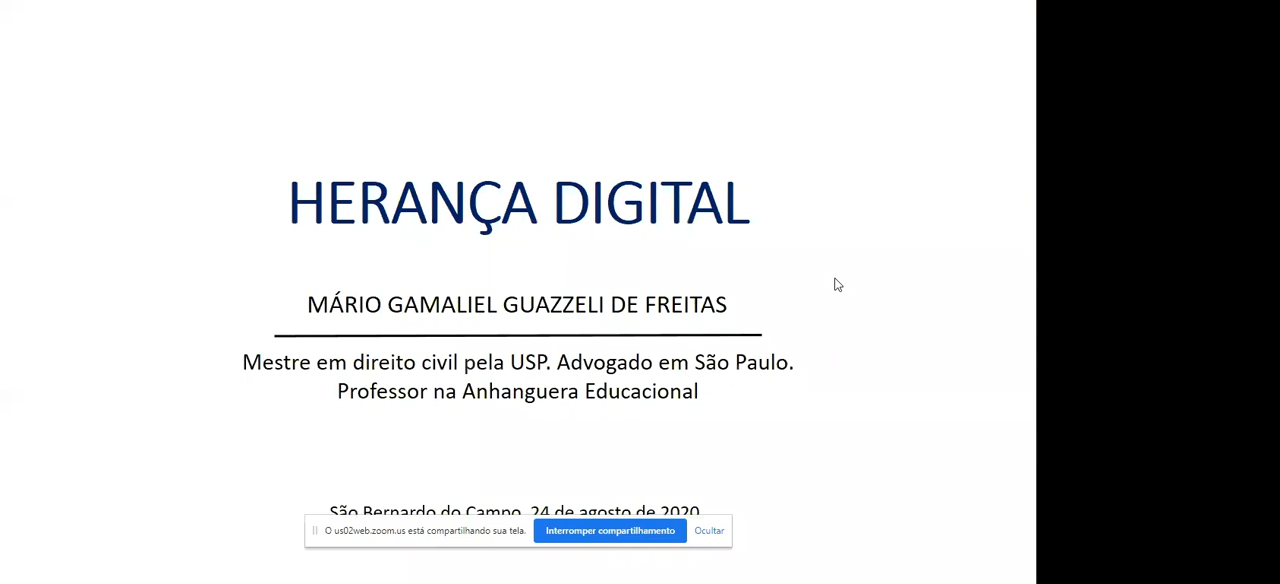 HERANÇA DIGITAL
MÁRIO GAMALIEL GUAZZELI DE FREITAS
Mestre em direito civil pela USP. Advogado em São Paulo.
Professor na Anhanguera Educacional
São Bernardo do Campo, 24 de agosto de 2020
O us02web.zoom.us está compartilhando sua tela. Interromper compartilhamento Ocultar